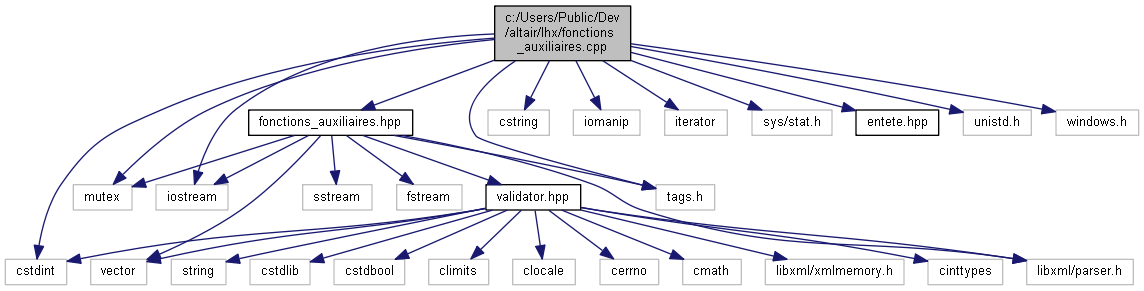 c:/Users/Public/Dev
/altair/lhx/fonctions
_auxiliaires.cpp
fonctions_auxiliaires.hpp
cstring
iomanip
iterator
sys/stat.h
entete.hpp
unistd.h
windows.h
mutex
iostream
sstream
fstream
validator.hpp
tags.h
cstdint
vector
string
cstdlib
cstdbool
climits
clocale
cerrno
cmath
libxml/xmlmemory.h
cinttypes
libxml/parser.h